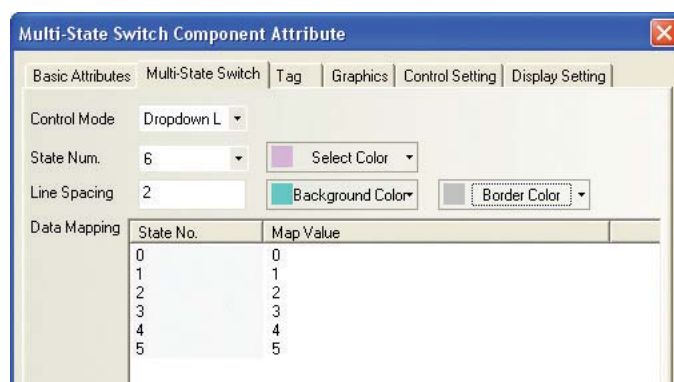 Multi-State Switch Component Attribute
Basic Attributes Multi-State Switch Tag Graphics Control Setting Display Setting
Control Mode Dropdown L
State Num. 6 Select Color
Line Spacing 2 Background Color Border Color
Data Mapping State No. Map Value
0 0
1 1
2 2
3 3
4 4
5 5